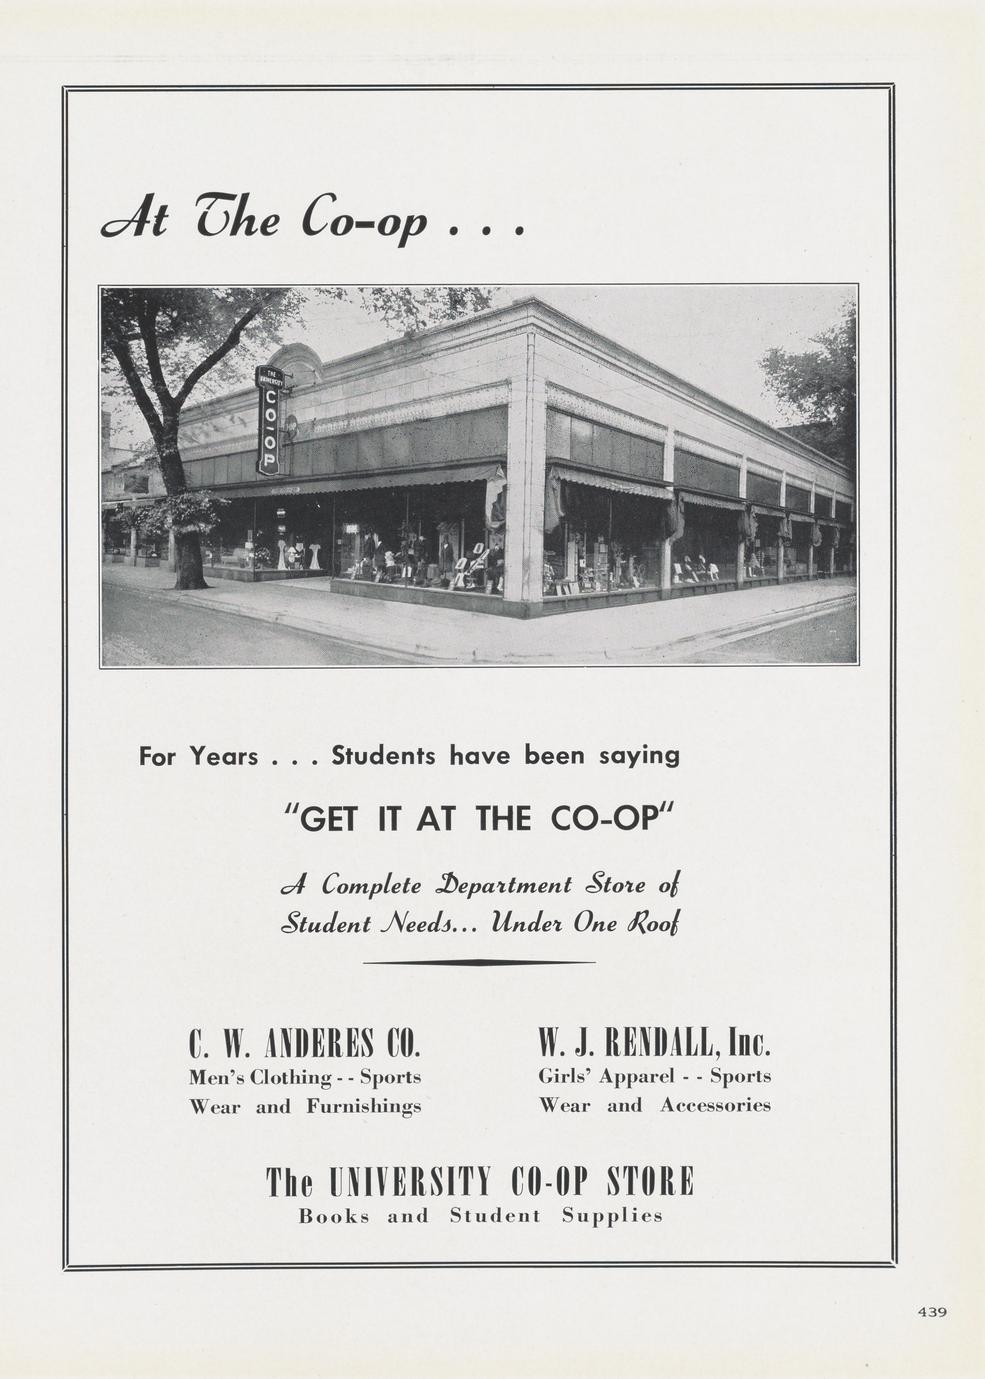 At The Co-op . . .
THE
UNIVERSITY
CO-OP
For Years . . . Students have been saying
"GET IT AT THE CO-OP"
A Complete Department Store of
Student Needs... Under One Roof
C. W. ANDERES CO.
Men's Clothing - - Sports
Wear and Furnishings
W. J. RENDALL, Inc.
Girls' Apparel - - Sports
Wear and Accessories
The UNIVERSITY CO-OP STORE
Books and Student Supplies
439